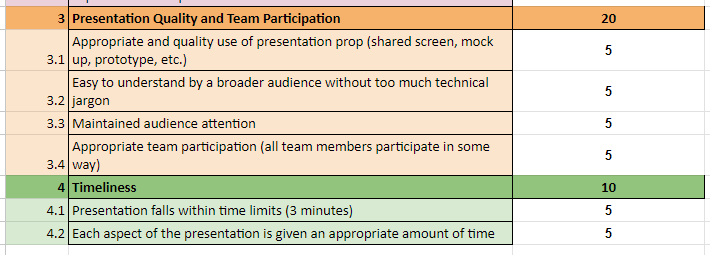 3 Presentation Quality and Team Participation 20
Appropriate and quality use of presentation prop (shared screen, mock
3.1 up, prototype, etc.) 5
Easy to understand by a broader audience without too much technical
3.2 jargon 5
3.3 Maintained audience attention 5
Appropriate team participation (all team members participate in some
3.4 way) 5
4 Timeliness 10
4.1 Presentation falls within time limits (3 minutes) 5
4.2 Each aspect of the presentation is given an appropriate amount of time 5